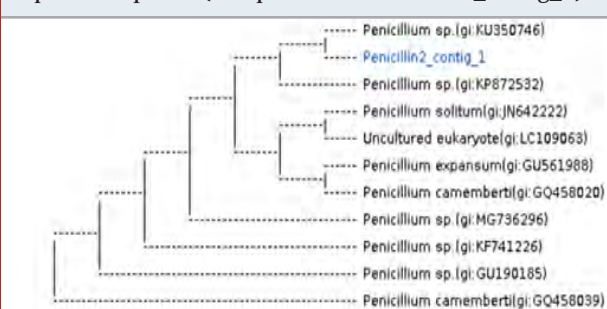 Penicillium sp.(gi:KU350746)
Penicillin2_contig_1
Penicillium sp.(gi:KP872532)
Penicillium solitum(gi:JN642222)
Uncultured eukaryote(gi:LC109063)
Penicillium expansum(gi:GU561988)
Penicillium camemberti(gi:GQ458020)
Penicillium sp.(gi:MG736296)
Penicillium sp.(gi:KF741226)
Penicillium sp.(gi:GU190185)
Penicillium camemberti(gi:GQ458039)